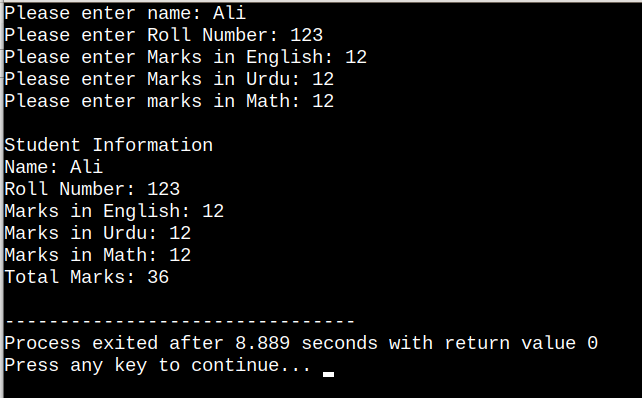 Please enter name: Ali
Please enter Roll Number: 123
Please enter Marks in English: 12
Please enter Marks in Urdu: 12
Please enter marks in Math: 12
Student Information
Name: Ali
Roll Number: 123
Marks in English: 12
Marks in Urdu: 12
Marks in Math: 12
Total Marks: 36
--------------------------------
Process exited after 8.889 seconds with return value 0
Press any key to continue...